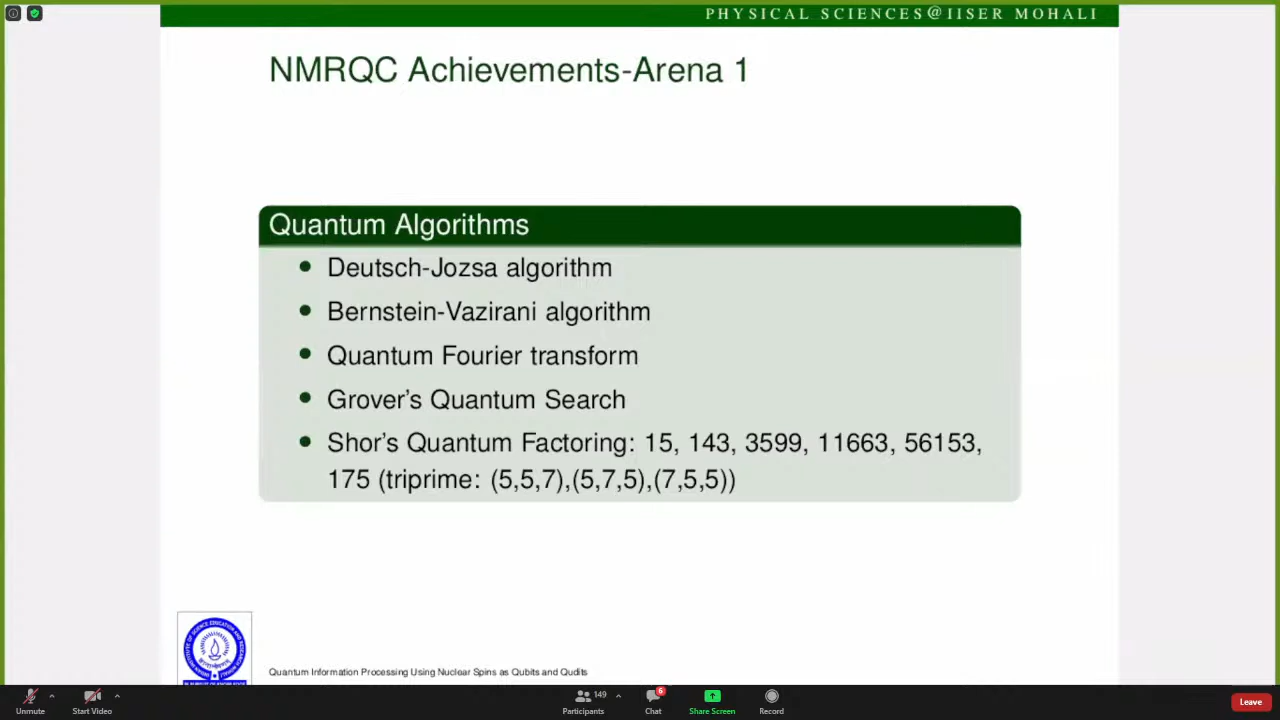 PHYSICAL SCIENCES@IISER MOHALI
NMRQC Achievements-Arena 1
Quantum Algorithms
Deutsch-Jozsa algorithm
Bernstein-Vazirani algorithm
Quantum Fourier transform
Grover's Quantum Search
Shor's Quantum Factoring: 15, 143, 3599, 11663, 56153,
175 (triprime: (5,5,7),(5,7,5),(7,5,5))
Quantum Information Processing Using Nuclear Spins as Qubits and Qudits
Unmute
Start Video
149
Participants
6
Chat
Share Screen
Record
Leave